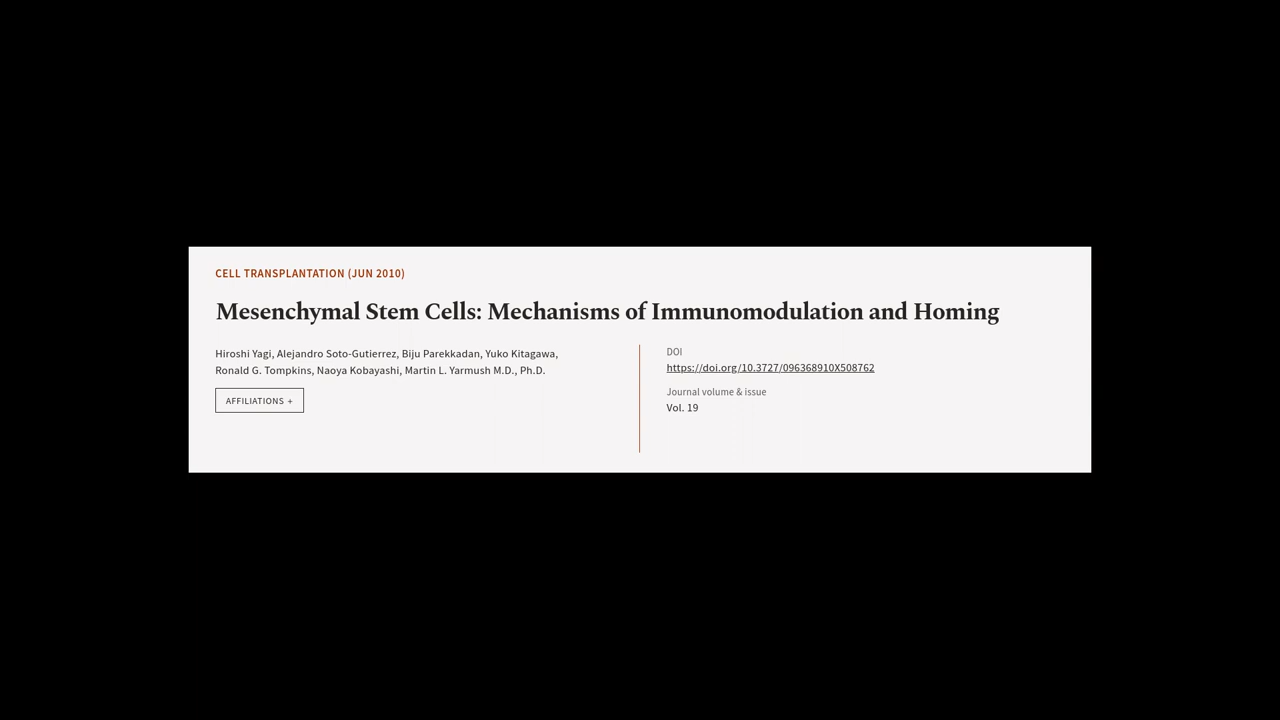 CELL TRANSPLANTATION (JUN 2010)
Mesenchymal Stem Cells: Mechanisms of Immunomodulation and Homing
Hiroshi Yagi, Alejandro Soto-Gutierrez, Biju Parekkadan, Yuko Kitagawa,
Ronald G. Tompkins, Naoya Kobayashi, Martin L. Yarmush M.D., Ph.D.
AFFILIATIONS +
DOI
https://doi.org/10.3727/096368910X508762
Journal volume & issue
Vol. 19